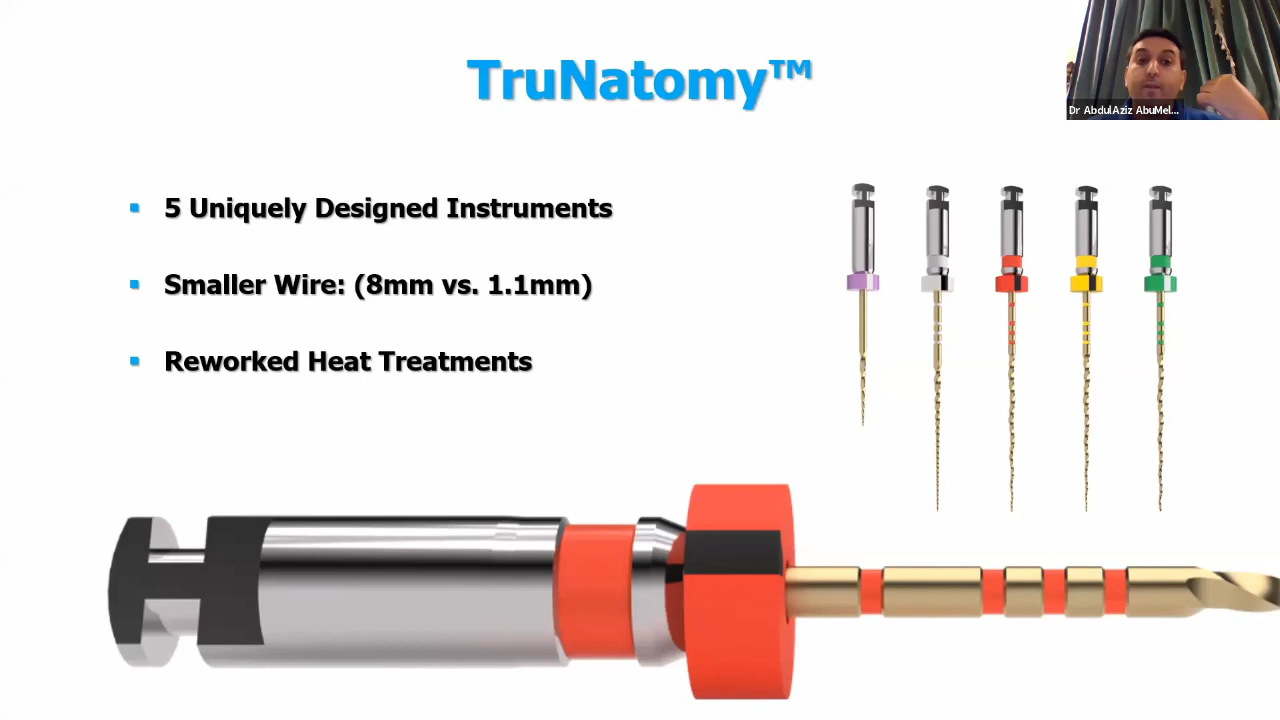 TruNatomy™
Dr AbdulAziz AbuMel...
5 Uniquely Designed Instruments
Smaller Wire: (8mm vs. 1.1mm)
Reworked Heat Treatments